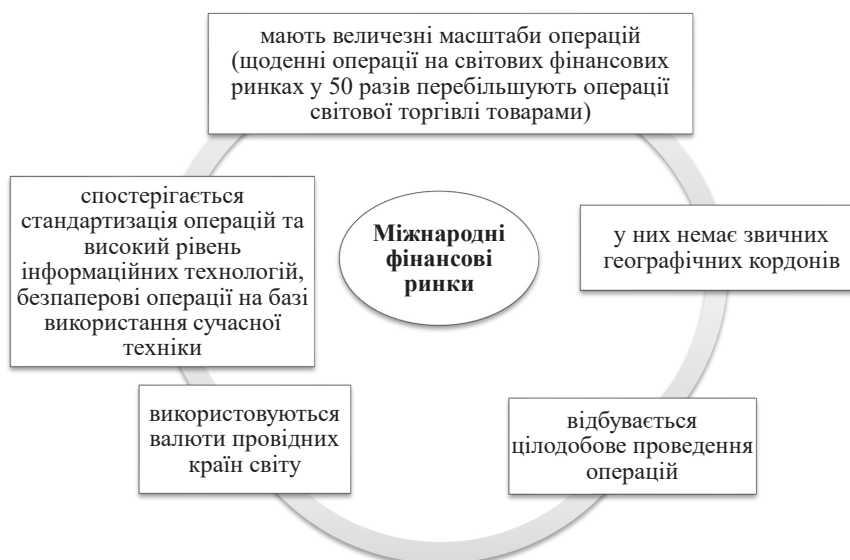 мають величезні масштаби операцій
(щоденні операції на світових фінансових
ринках у 50 разів перебільшують операції
світової торгівлі товарами)
спостерігається
стандартизація операцій та
високий рівень
інформаційних технологій,
безпаперові операції на базі
використання сучасної
техніки
Міжнародні
фінансові
ринки
у них немає звичних
географічних кордонів
використовуються
валюти провідних
країн світу
відбувається
цілодобове проведення
операцій